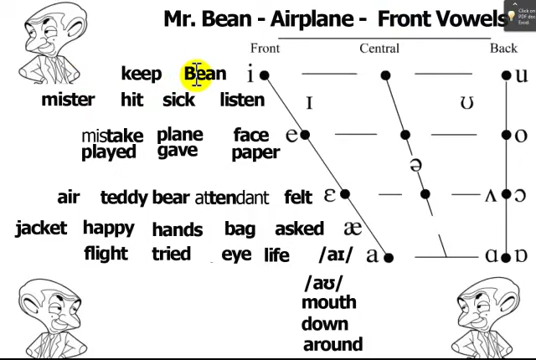 Mr. Bean - Airplane - Front Vowels
Front Central Back
keep Bean i u
mister hit sick listen ɪ ʊ
mistake plane face e o
played gave paper
ə
air teddy bear attendant felt ɛ ʌ ɔ
jacket happy hands bag asked æ
flight tried eye life /aɪ/ a ɑ ɒ
/aʊ/
mouth
down
around